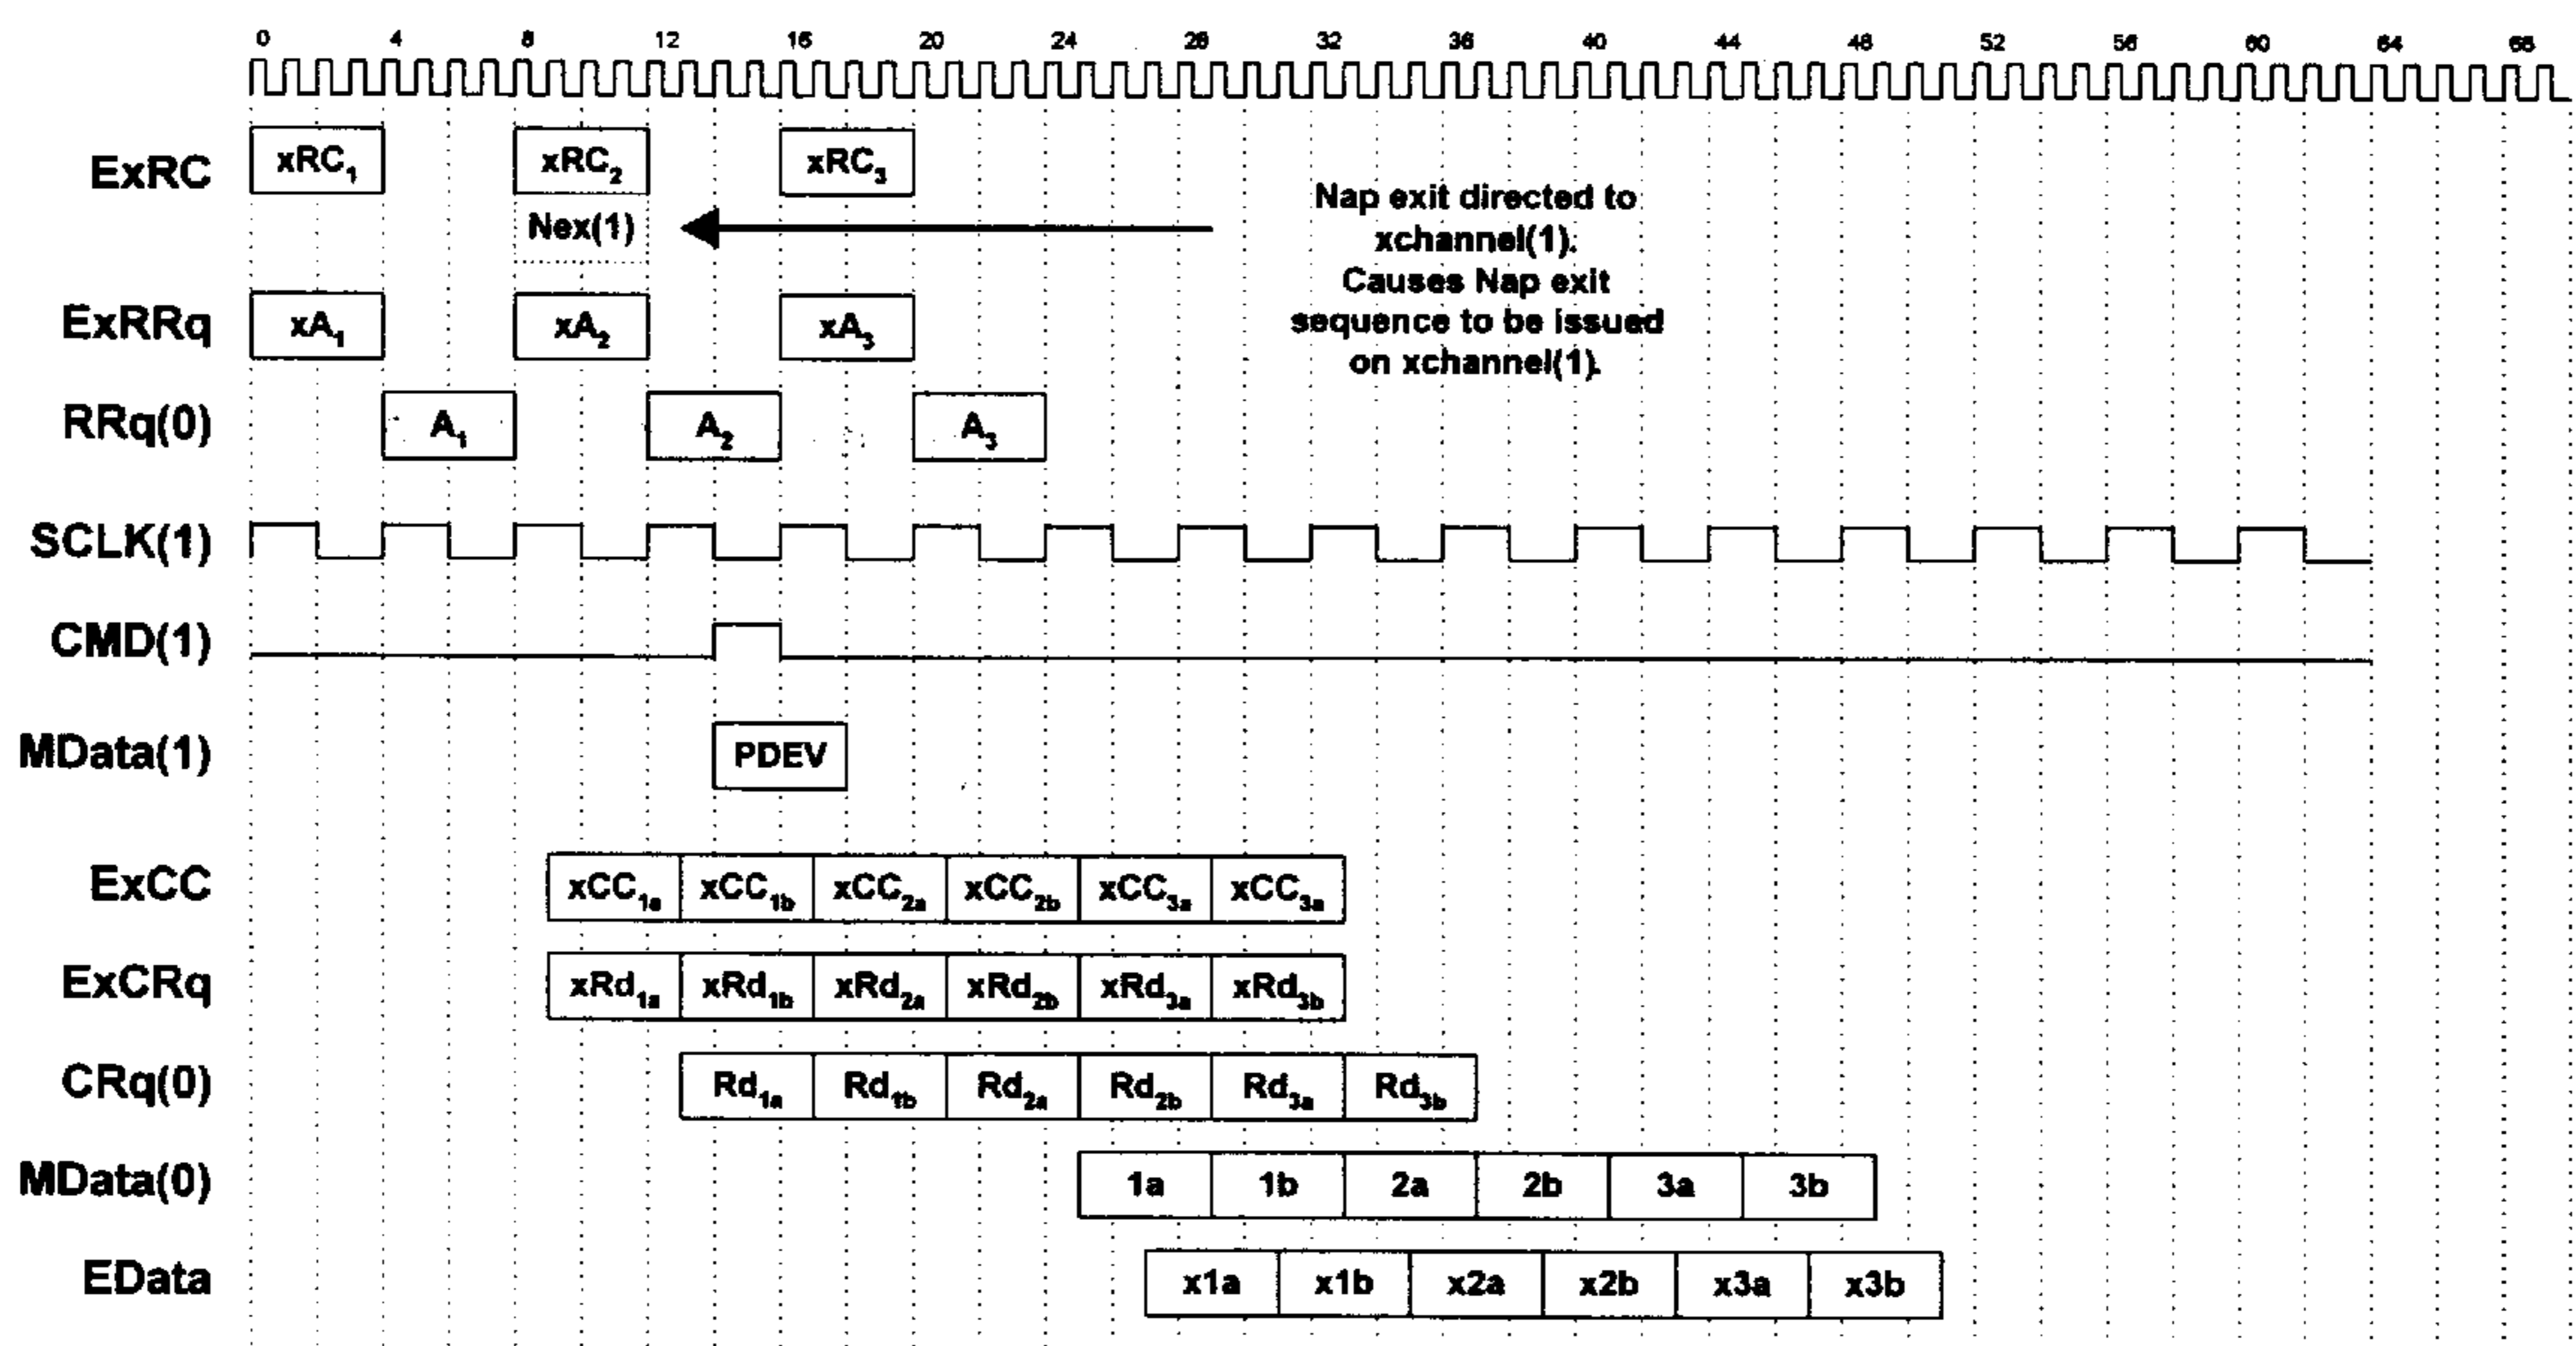 0 4 8 12 16 20 24 28 32 36 40 44 48 52 56 60 64 68
ExRC xRC₁ xRC₂ xRC₃
Nex(1)
Nap exit directed to
xchannel(1).
Causes Nap exit
sequence to be issued
on xchannel(1).
ExRRq xA₁ xA₂ xA₃
RRq(0) A₁ A₂ A₃
SCLK(1)
CMD(1)
MData(1) PDEV
ExCC xCC₁ₐ xCC₁b xCC₂ₐ xCC₂b xCC₃ₐ xCC₃ₐ
ExCRq xRd₁ₐ xRd₁b xRd₂ₐ xRd₂b xRd₃ₐ xRd₃b
CRq(0) Rd₁ₐ Rd₁b Rd₂ₐ Rd₂b Rd₃ₐ Rd₃b
MData(0) 1a 1b 2a 2b 3a 3b
EData x1a x1b x2a x2b x3a x3b